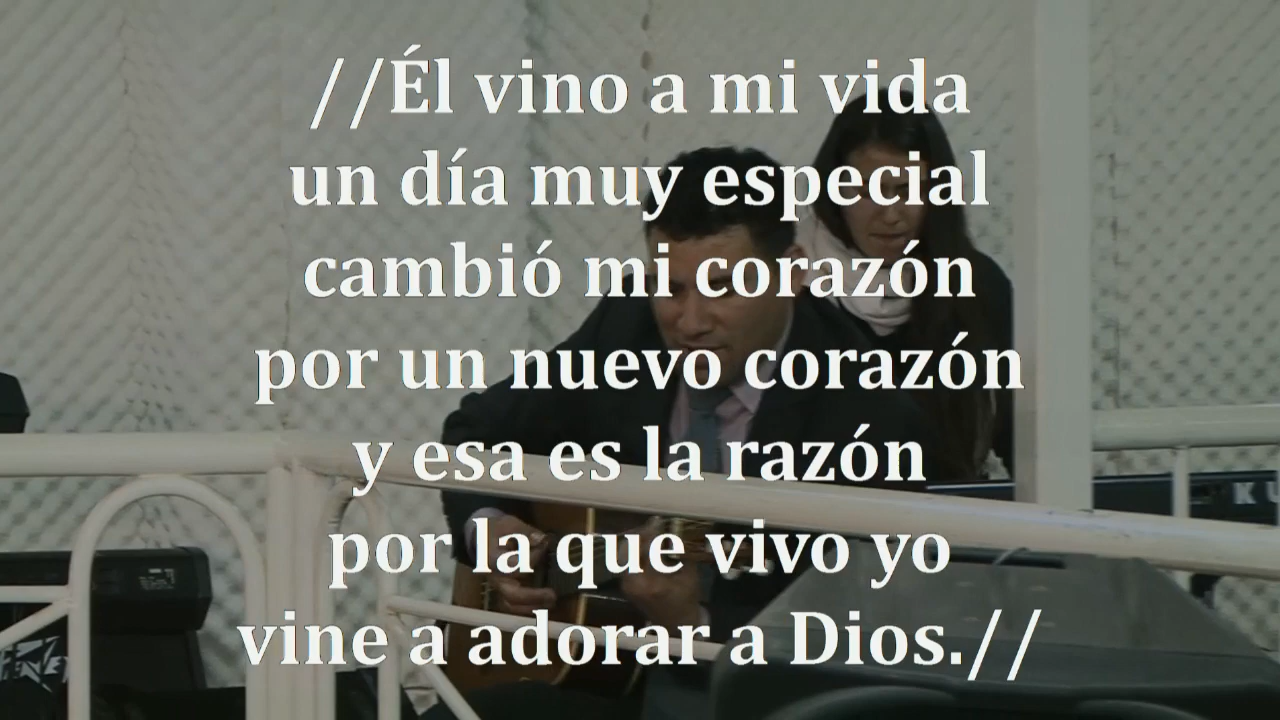 //Él vino a mi vida
un día muy especial
cambió mi corazón
por un nuevo corazón
y esa es la razón
por la que vivo yo
vine a adorar a Dios.//